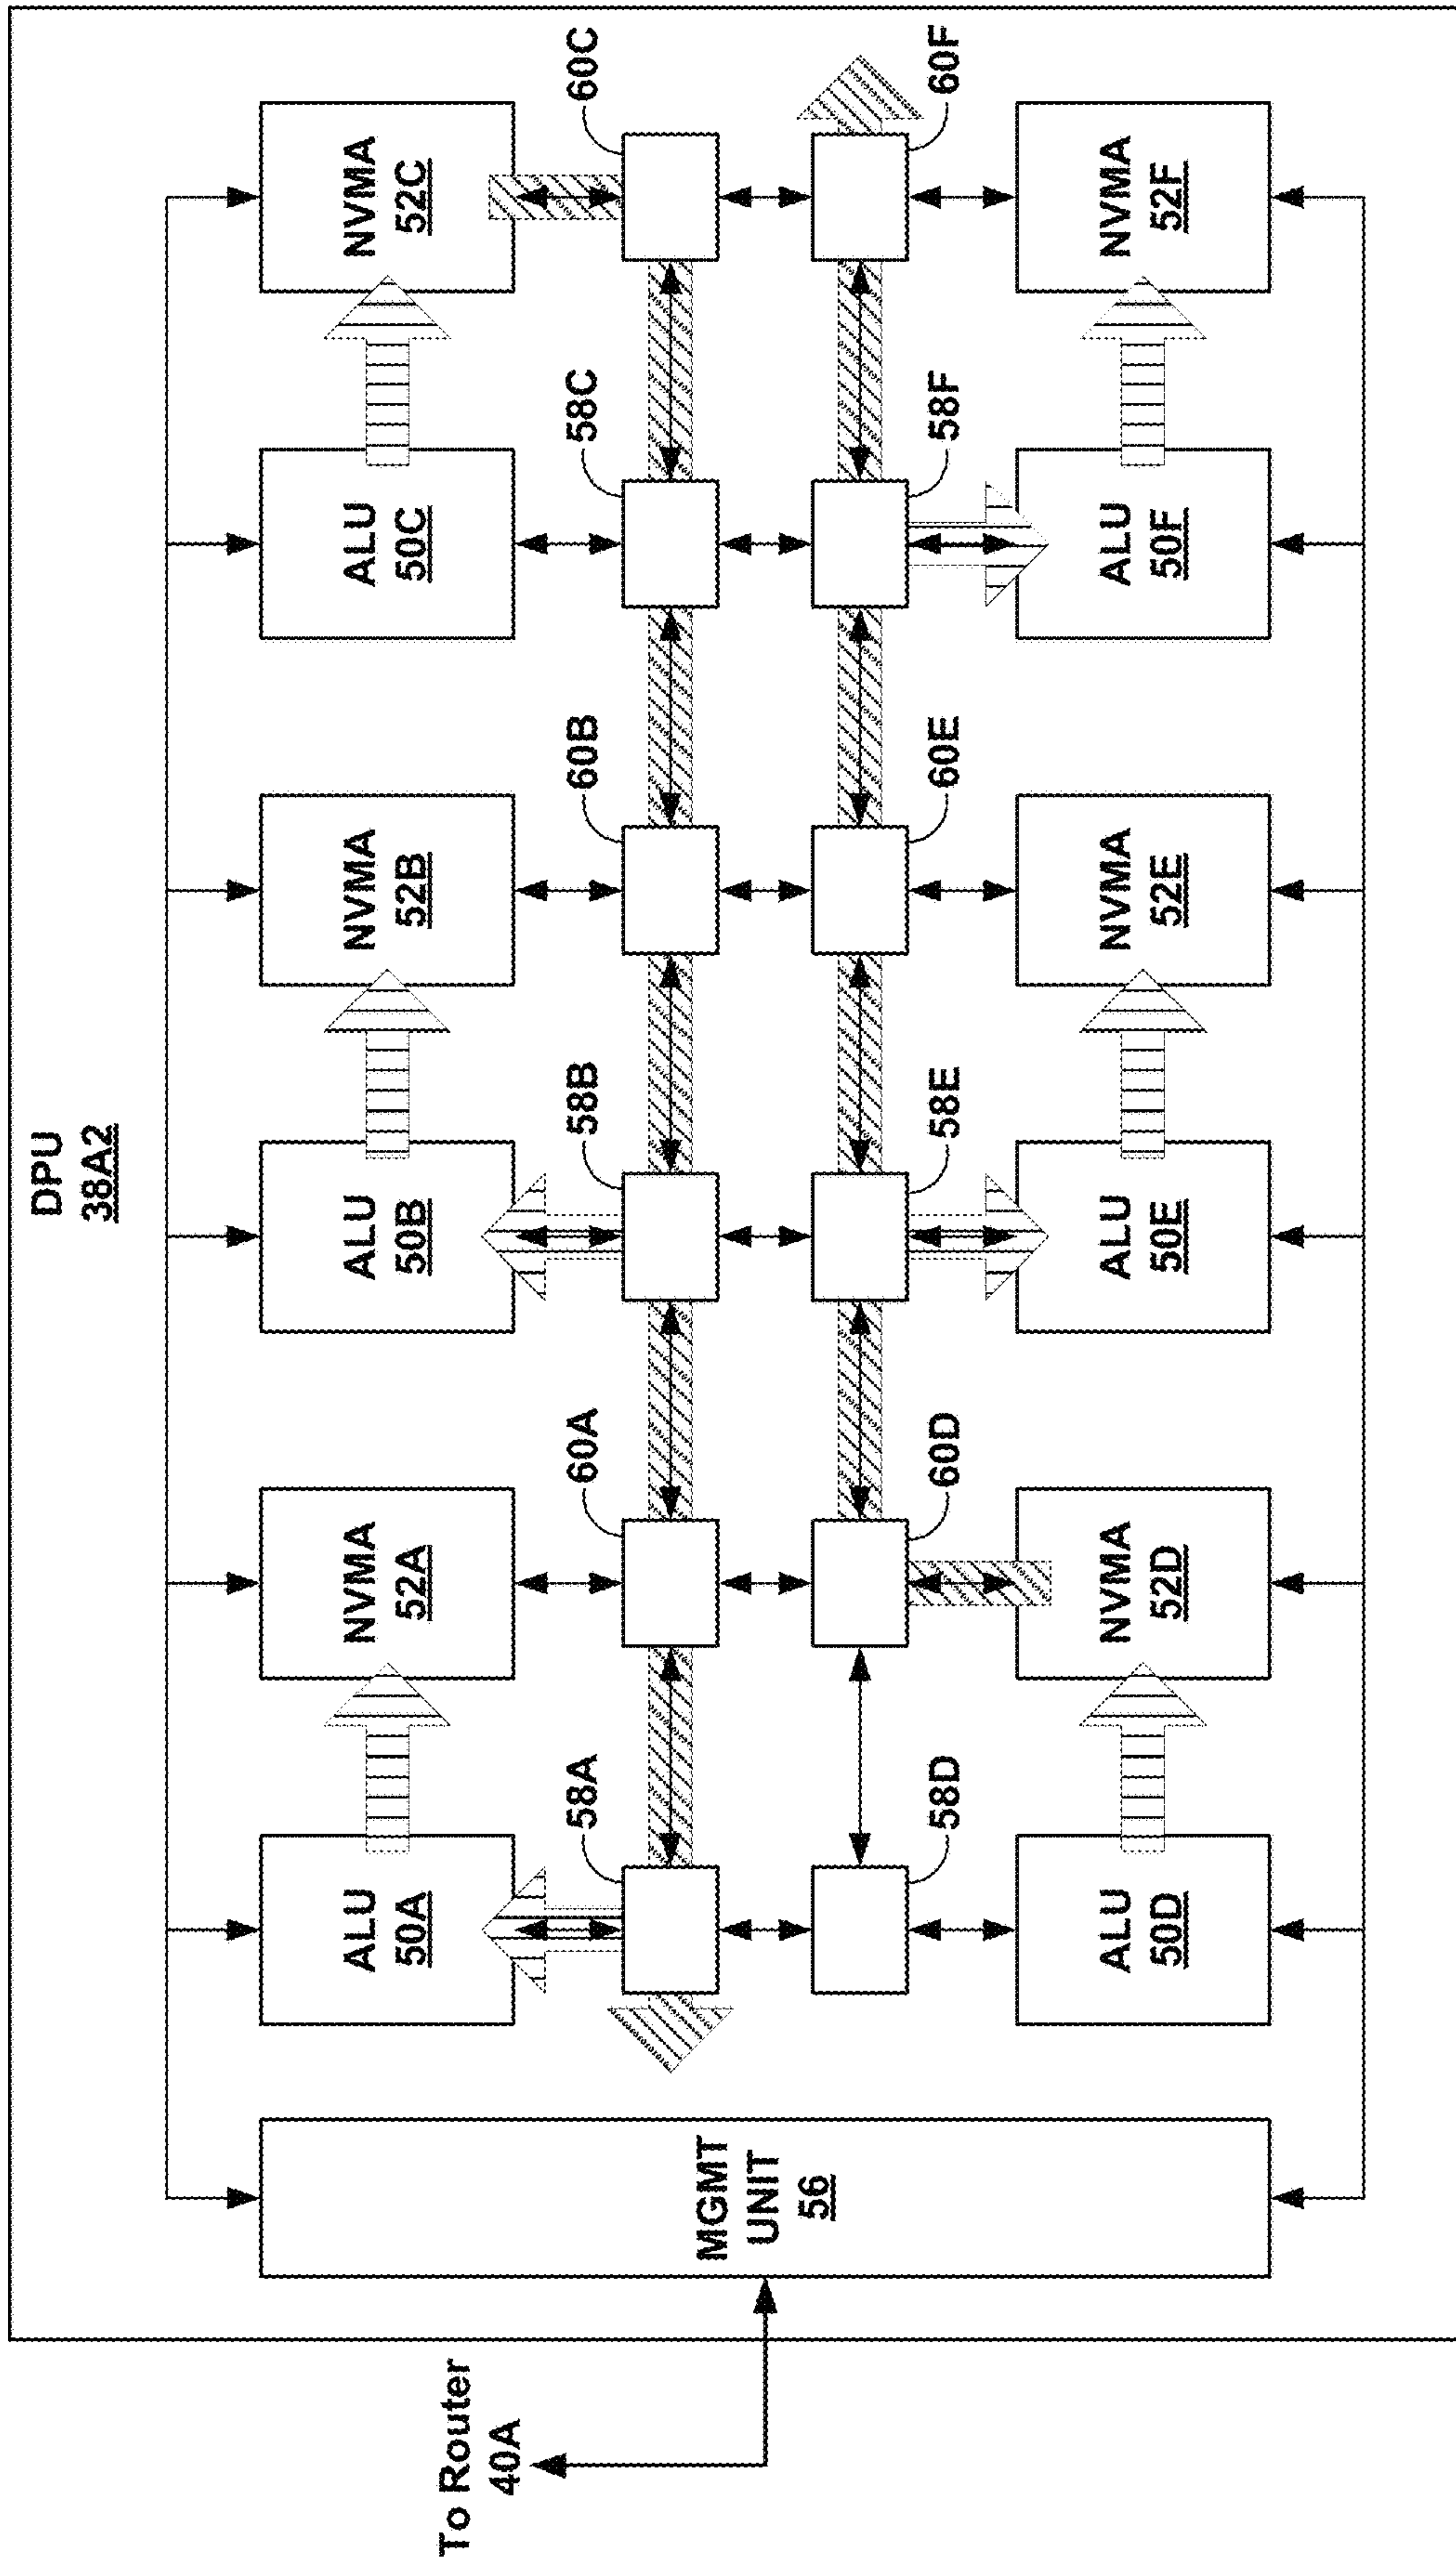 DPU
38A2
ALU
50A
NVMA
52A
ALU
50B
NVMA
52B
ALU
50C
NVMA
52C
58A
60A
58B
60B
58C
60C
MGMT
UNIT
56
To Router
40A
58D
60D
58E
60E
58F
60F
ALU
50D
NVMA
52D
ALU
50E
NVMA
52E
ALU
50F
NVMA
52F